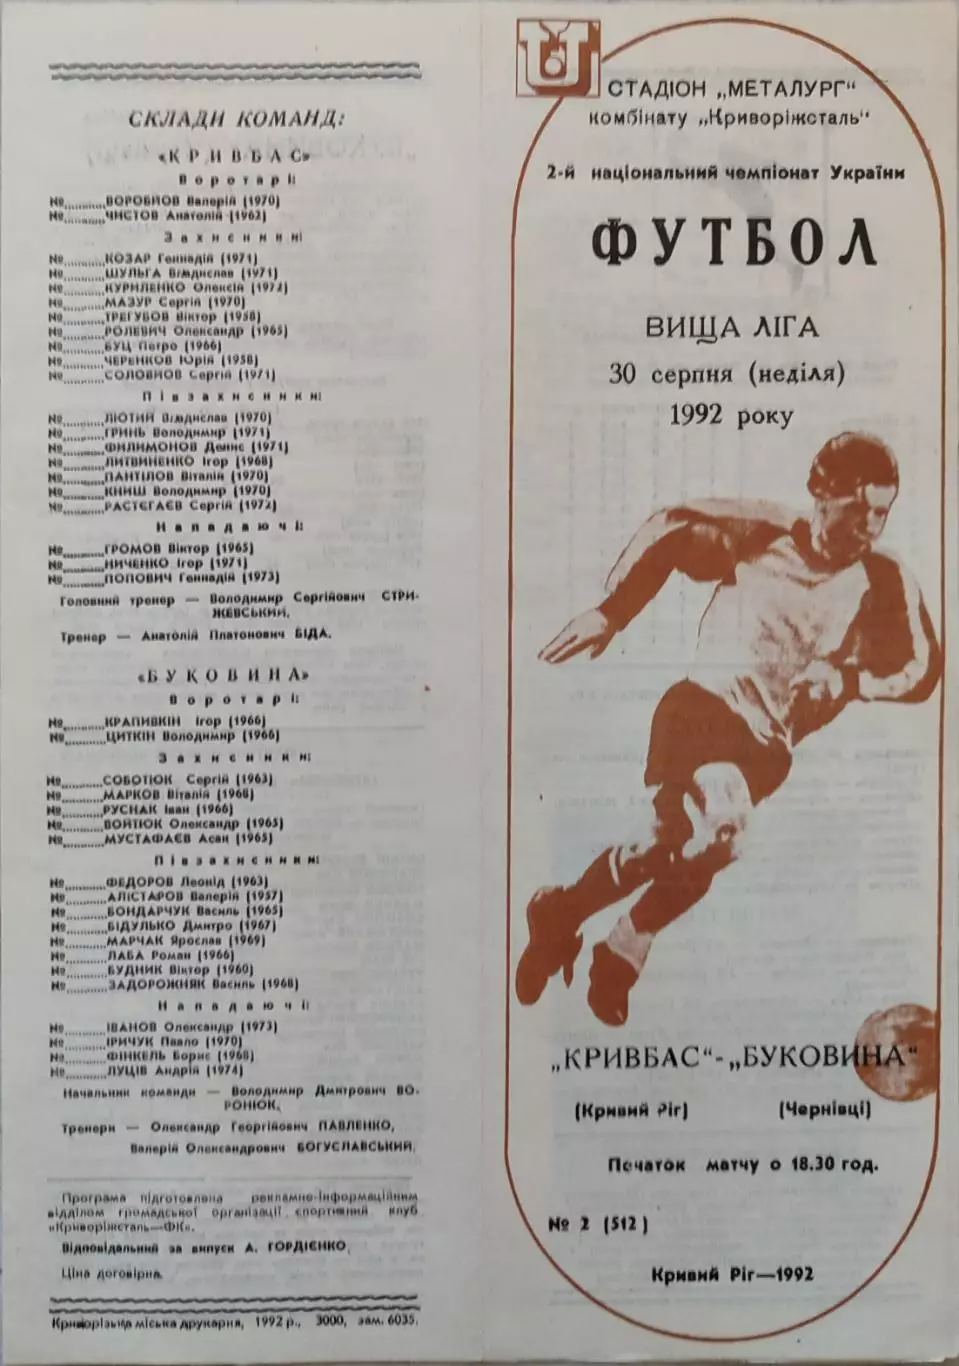 СКЛАДИ КОМАНД:
«КРИВБАС»
Воротарі:
№ ВОРОБЙОВ Валерій (1970)
№ ЧИСТОВ Анатолій (1962)
Захисники:
№ КОЗАР Геннадій (1971)
№ ШУЛЬГА Владислав (1971)
№ КУРИЛЕНКО Олексій
№ МАЗУР Сергій (1970)
№ ТРЕГУБОВ Віктор (1958)
№ РОЛЕВИЧ Олександр (1965)
№ БУЦ Петро (1966)
№ ЧЕРЕНКОВ Юрій (1958)
№ СОЛОВЙОВ Сергій (1971)
Півзахисники:
№ ЛЮТИЙ Владислав (1970)
№ ГРИНЬ Володимир (1971)
№ ФИЛИМОНОВ Денис (1971)
№ ЛИТВИНЕНКО Ігор (1968)
№ ПАНТІЛОВ Віталій (1970)
№ КНИШ Володимир (1970)
№ РАСТЄГАЄВ Сергій
Нападаючі:
№ ГРОМОВ Віктор (1965)
№ НИЧЕНКО Ігор (1971)
№ ПОПОВИЧ Геннадій (1973)
Головний тренер — Володимир Сергійович СТРИ-
ЖЕВСЬКИЙ.
Тренер — Анатолій Платонович БІДА.
«БУКОВИНА»
Воротарі:
№ КРАПИВКІН Ігор (1966)
№ ЦИТКІН Володимир (1966)
Захисники:
№ СОБОТЮК Сергій (1963)
№ МАРКОВ Віталій (1968)
№ РУСНАК Іван (1966)
№ ВОЙТЮК Олександр (1965)
№ МУСТАФАЄВ Асан (1965)
Півзахисники:
№ ФЕДОРОВ Леонід (1963)
№ АЛІСТАРОВ Валерій (1957)
№ БОНДАРЧУК Василь (1965)
№ БІДУЛЬКО Дмитро (1967)
№ МАРЧАК Ярослав (1969)
№ ЛАБА Роман (1966)
№ БУДНИК Віктор (1960)
№ ЗАДОРОЖНЯК Василь (1968)
Нападаючі:
№ ІВАНОВ Олександр (1973)
№ ІРИЧУК Павло (1970)
№ ФІНКЕЛЬ Борис (1968)
№ ЛУЦІВ Андрій (1974)
Начальник команди — Володимир Дмитрович ВО-
РОНЮК.
Тренери — Олександр Георгійович ПАВЛЕНКО,
Валерій Олександрович БОГУСЛАВСЬКИЙ.
Програма підготовлена рекламно-інформаційним
відділом громадської організації спортивний клуб
«Криворіжсталь—ФК».
Відповідальний за випуск А. ГОРДІЄНКО.
Ціна договірна.
Криворізька міська друкарня, 1992 р., 3000, зам. 6035.
СТАДІОН „МЕТАЛУРГ“
комбінату „Криворіжсталь“
2-й національний чемпіонат України
ФУТБОЛ
ВИЩА ЛІГА
30 серпня (неділя)
1992 року
„КРИВБАС“-„БУКОВИНА“
(Кривий Ріг) (Чернівці)
Початок матчу о 18.30 год.
№ 2 (512)
Кривий Ріг—1992